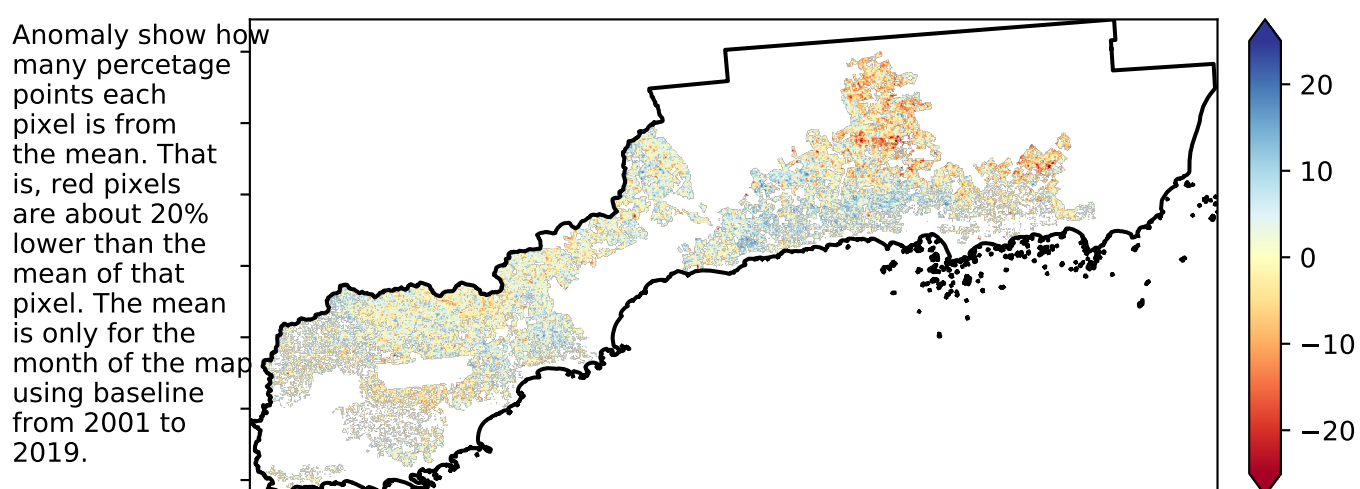 Anomaly show how
many percetage
points each
pixel is from
the mean. That
is, red pixels
are about 20%
lower than the
mean of that
pixel. The mean
is only for the
month of the map
using baseline
from 2001 to
2019.
20
10
0
−10
−20